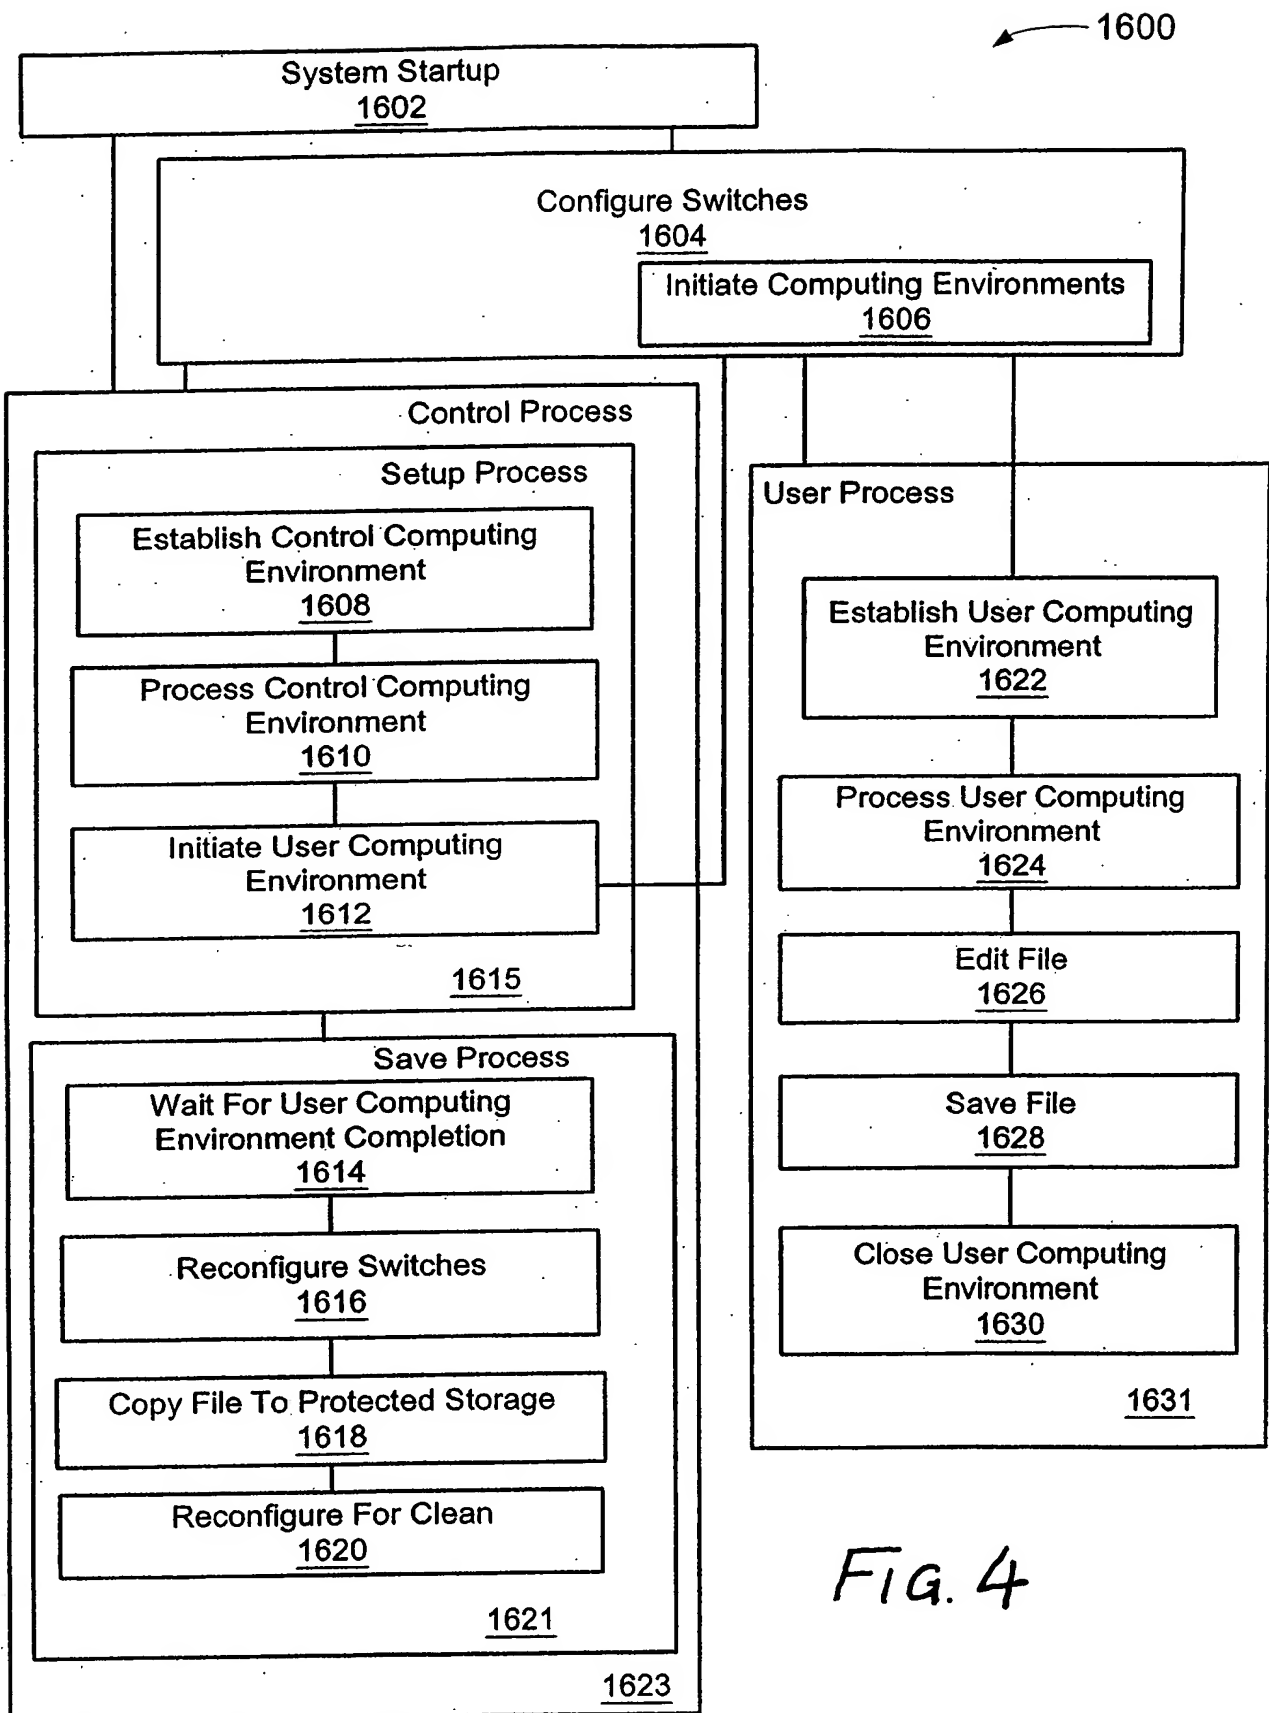 1600
System Startup
1602
Configure Switches
1604
Initiate Computing Environments
1606
Control Process
Setup Process
Establish Control Computing
Environment
1608
Process Control Computing
Environment
1610
Initiate User Computing
Environment
1612
1615
Save Process
Wait For User Computing
Environment Completion
1614
Reconfigure Switches
1616
Copy File To Protected Storage
1618
Reconfigure For Clean
1620
1621
1623
User Process
Establish User Computing
Environment
1622
Process User Computing
Environment
1624
Edit File
1626
Save File
1628
Close User Computing
Environment
1630
1631
FIG. 4